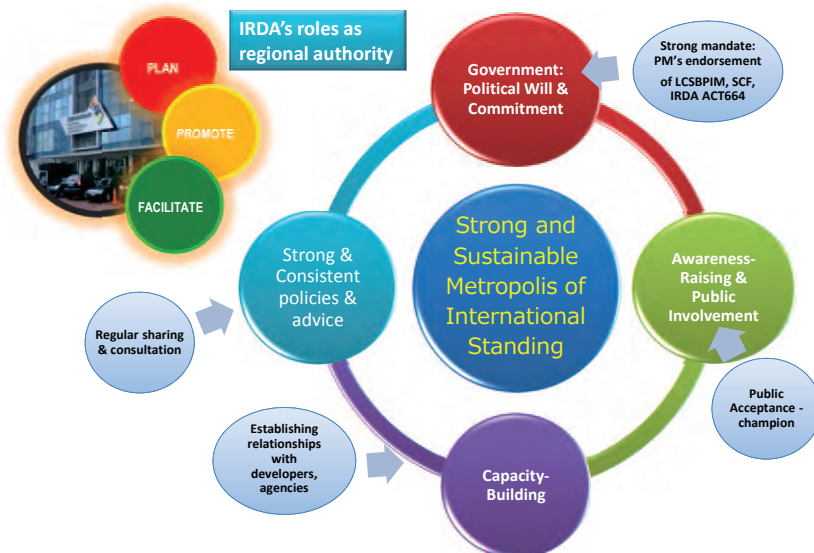 IRDA's roles as
regional authority
PLAN
PROMOTE
FACILITATE
Government:
Political Will &
Commitment
Strong mandate:
PM's endorsement
of LCSBPIM, SCF,
IRDA ACT664
Strong and
Sustainable
Metropolis of
International
Standing
Strong &
Consistent
policies &
advice
Awareness-
Raising &
Public
Involvement
Regular sharing
& consultation
Public
Acceptance -
champion
Establishing
relationships
with
developers,
agencies
Capacity-
Building